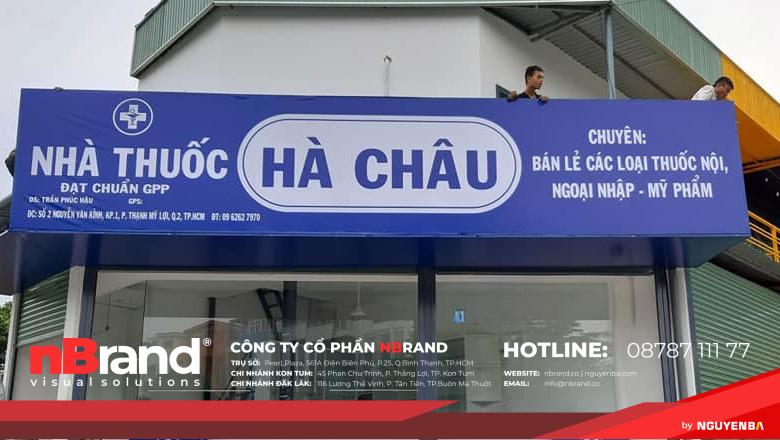 NHÀ THUỐC
ĐẠT CHUẨN GPP
DS: TRẦN PHÚC HẬU GPS:
ĐC: SỐ 2 NGUYỄN VĂN KỈNH, KP.1, P. THẠNH MỸ LỢI, Q.2, TP.HCM ĐT: 09 6262 7970
HÀ CHÂU
CHUYÊN:
BÁN LẺ CÁC LOẠI THUỐC NỘI,
NGOẠI NHẬP - MỸ PHẨM
nBrand®
visual solutions
CÔNG TY CỔ PHẦN NBRAND
TRỤ SỞ: Pearl Plaza, 561A Điện Biên Phủ, P.25, Q.Bình Thạnh, TP.HCM
CHI NHÁNH KON TUM: 45 Phan Chu Trinh, P. Thắng Lợi, TP. Kon Tum
CHI NHÁNH ĐĂK LĂK: 116 Lương Thế Vinh, P. Tân Tiến, TP.Buôn Ma Thuột
HOTLINE: 08787 111 77
WEBSITE: nbrand.co | nguyenba.com
EMAIL: info@nbrand.co
by NGUYENBA